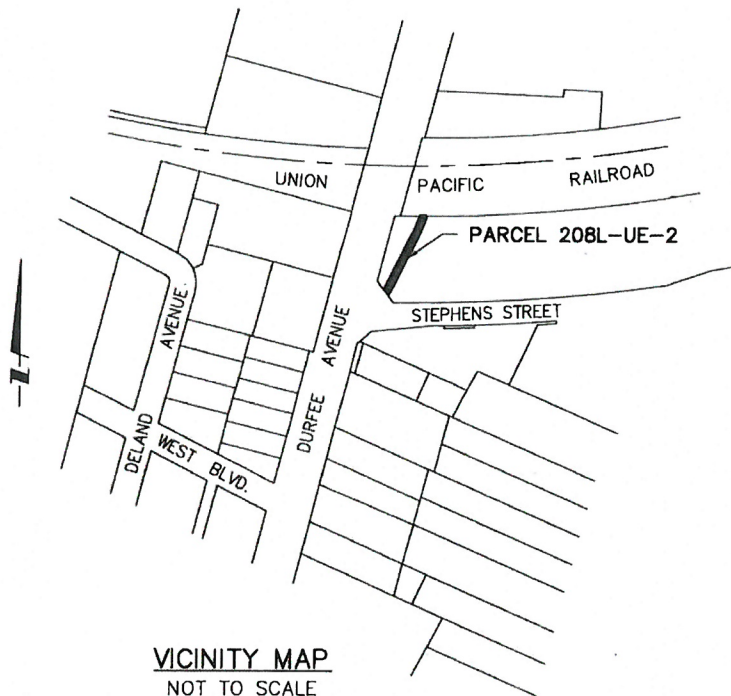 UNION PACIFIC RAILROAD
PARCEL 208L-UE-2
STEPHENS STREET
DURFEE AVENUE
DELAND AVENUE
WEST BLVD.
N
VICINITY MAP
NOT TO SCALE